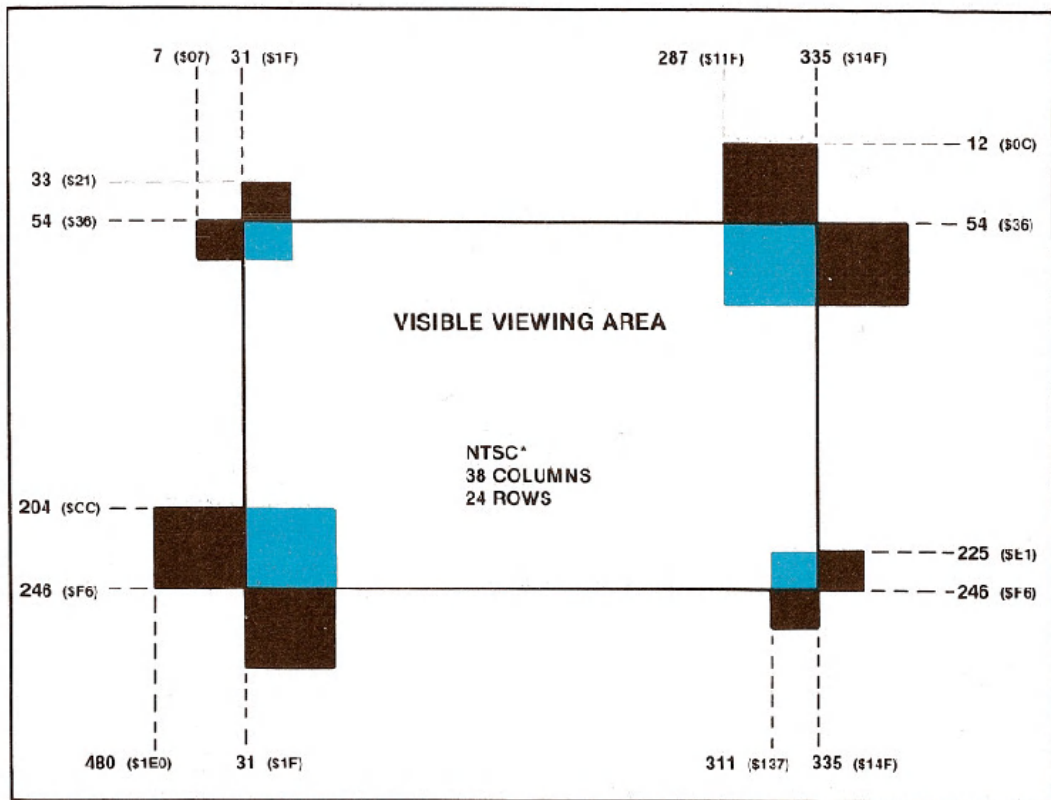 7 ($07) 31 ($1F) 287 ($11F) 335 ($14F)
12 ($0C)
33 ($21)
54 ($36) 54 ($36)
VISIBLE VIEWING AREA
NTSC*
38 COLUMNS
24 ROWS
204 ($CC)
225 ($E1)
246 ($F6) 246 ($F6)
480 ($1E0) 31 ($1F) 311 ($137) 335 ($14F)